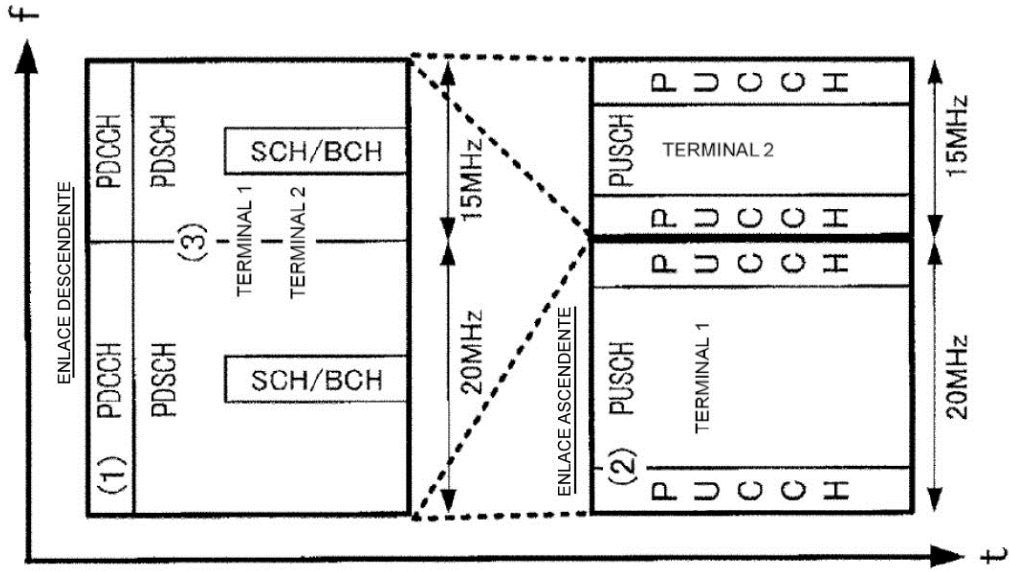 f
ENLACE DESCENDENTE
(1) PDCCH
PDCCH
PDSCH
PDSCH
(3)
TERMINAL 1
TERMINAL 2
SCH/BCH
SCH/BCH
20MHz
15MHz
ENLACE ASCENDENTE
(2) PUSCH
PUSCH
TERMINAL 1
TERMINAL 2
PUCCH
PUCCH
PUCCH
PUCCH
20MHz
15MHz
t